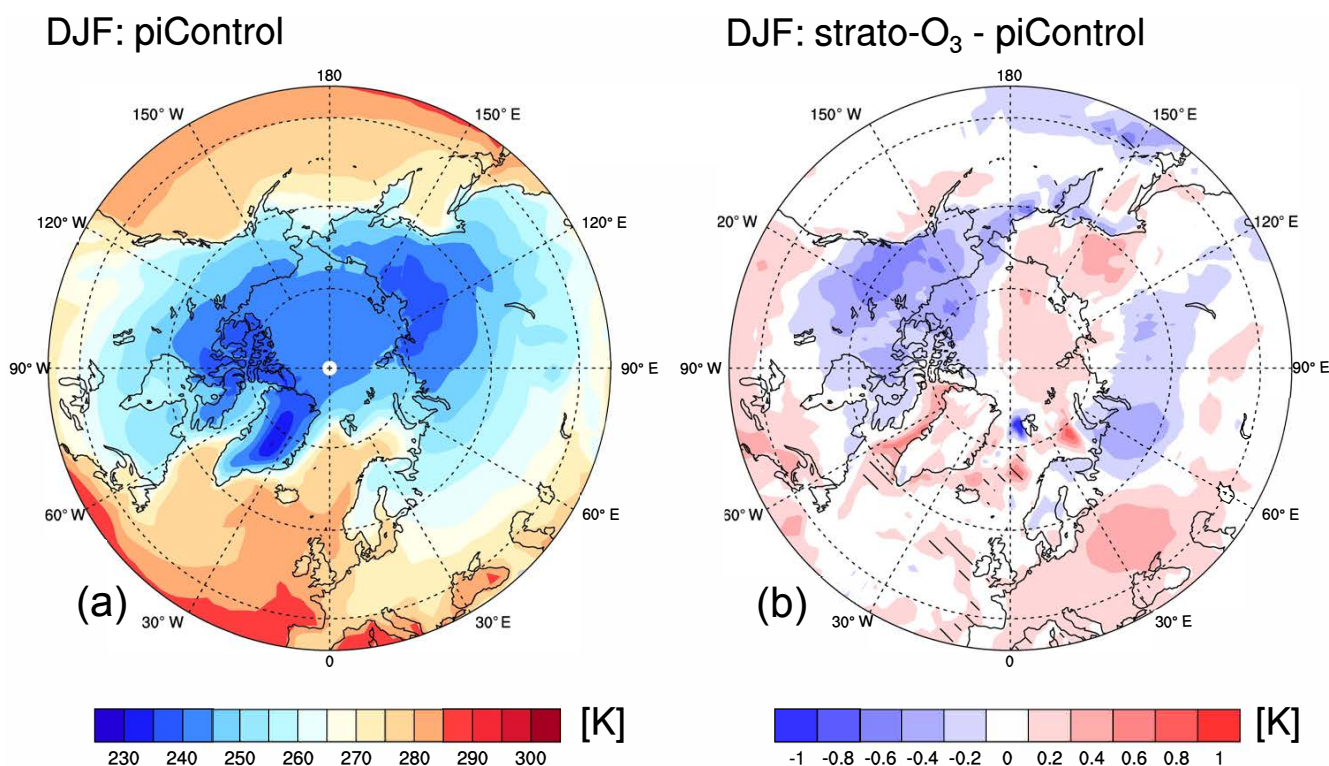 DJF: piControl
DJF: strato-O₃ - piControl
180
180
150° W
150° E
150° W
150° E
120° W
120° E
20° W
120° E
90° W
90° E
90° W
90° E
60° W
60° E
60° W
60° E
(a)
(b)
30° W
30° E
30° W
30° E
0
0
[K]
[K]
230 240 250 260 270 280 290 300
-1 -0.8 -0.6 -0.4 -0.2 0 0.2 0.4 0.6 0.8 1